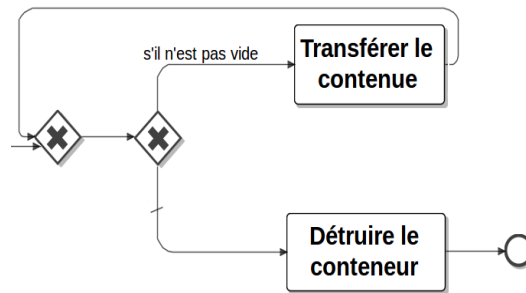 s'il n'est pas vide
Transférer le
contenue
Détruire le
conteneur